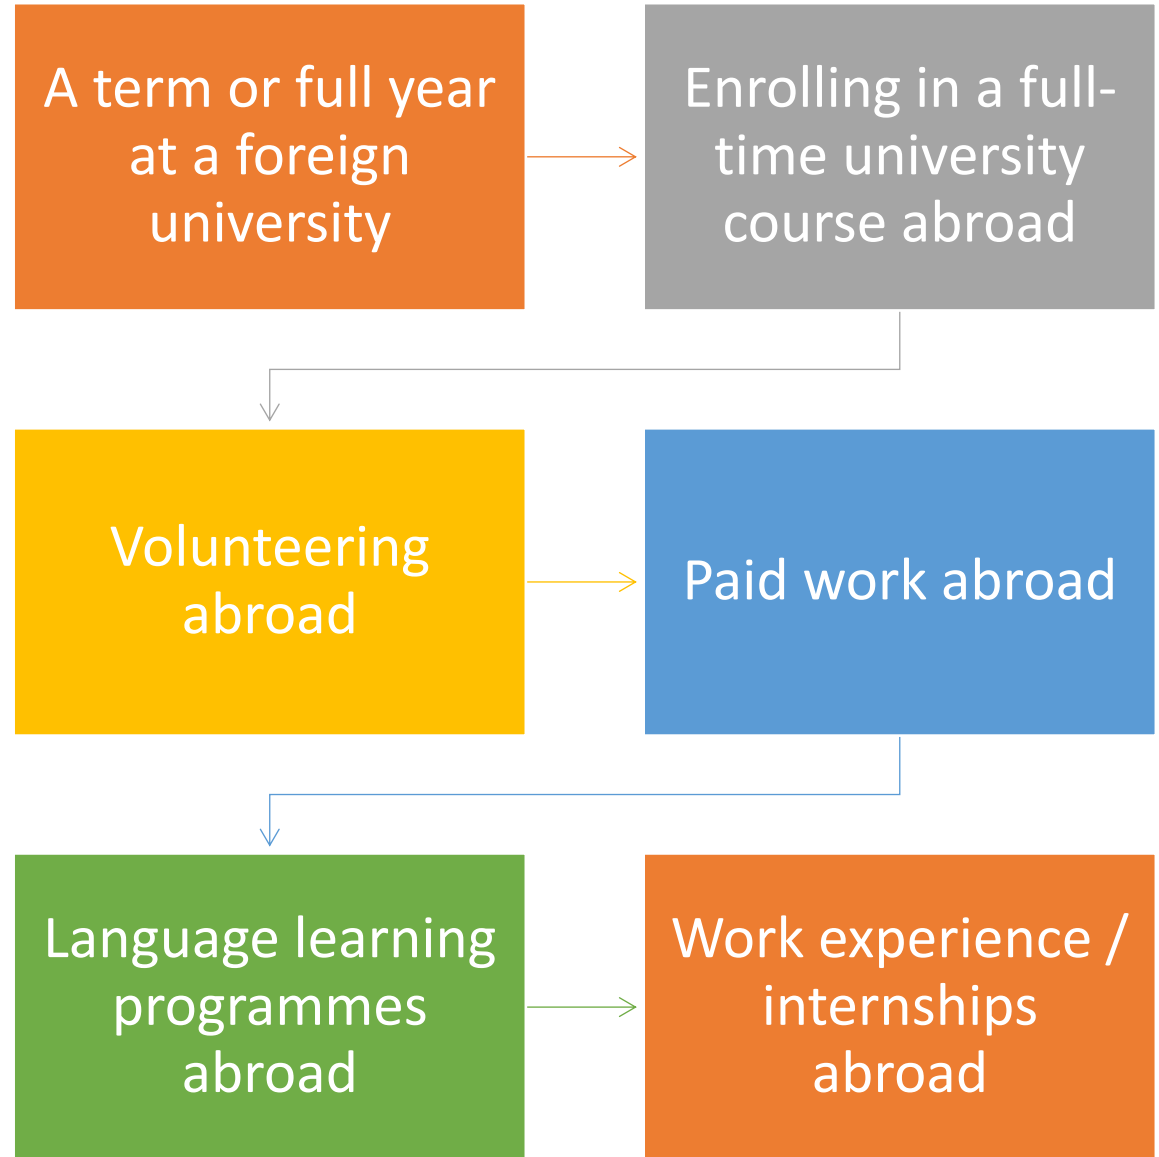 A term or full year
at a foreign
university
Enrolling in a full-
time university
course abroad
Volunteering
abroad
Paid work abroad
Language learning
programmes
abroad
Work experience /
internships
abroad